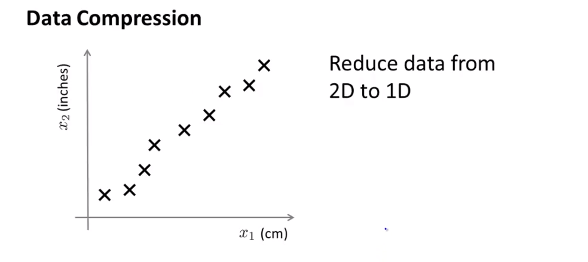 Data Compression
x₂ (inches)
Reduce data from
2D to 1D
x₁ (cm)